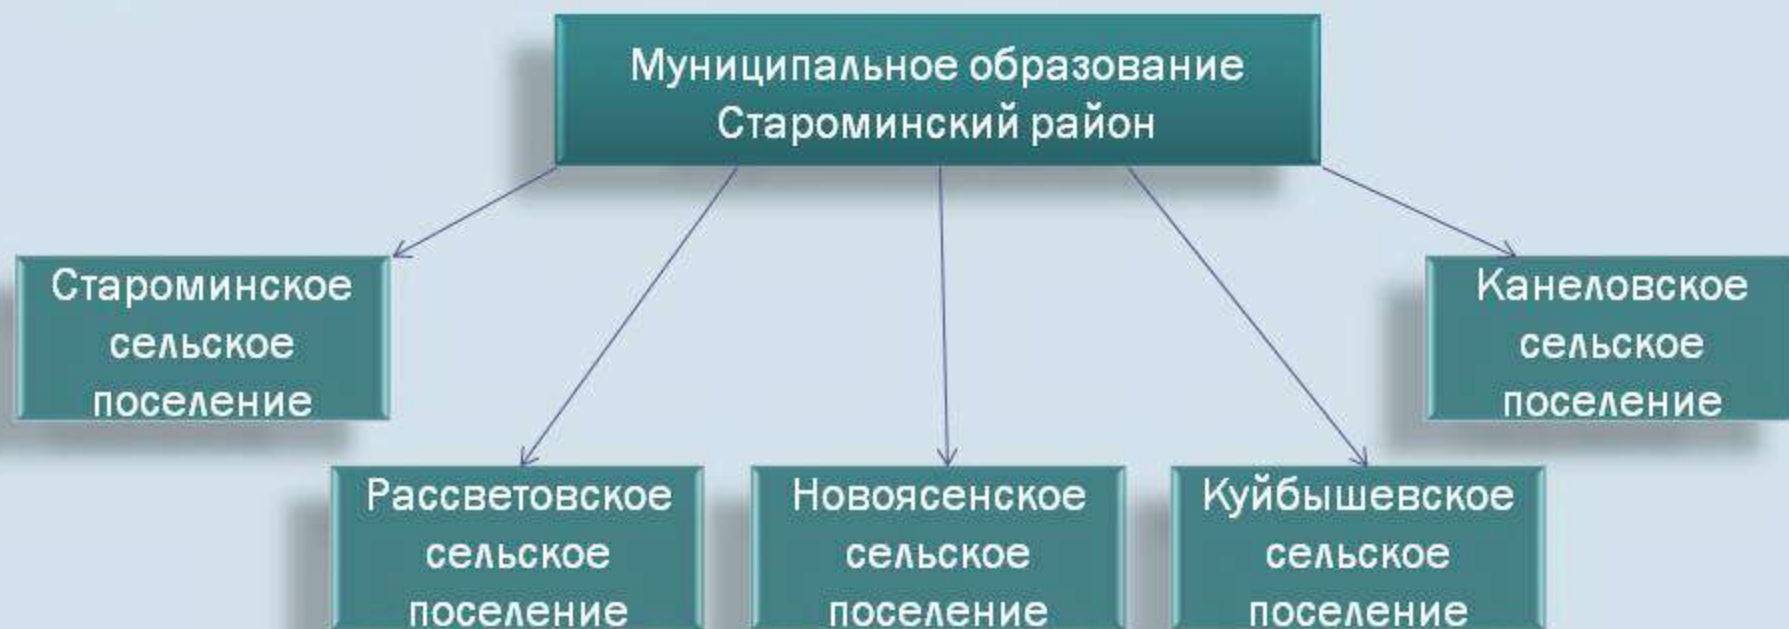 Муниципальное образование
Староминский район
Староминское
сельское
поселение
Канеловское
сельское
поселение
Рассветовское
сельское
поселение
Новоясенское
сельское
поселение
Куйбышевское
сельское
поселение